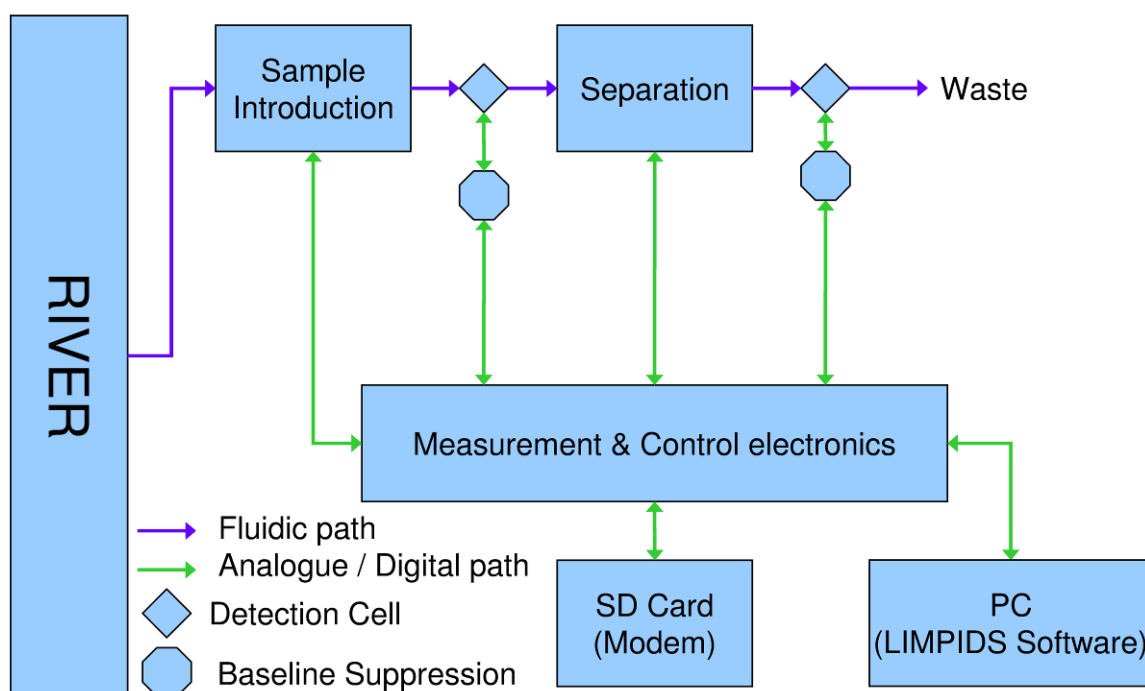 RIVER
Sample
Introduction
Separation
Waste
Measurement & Control electronics
Fluidic path
Analogue / Digital path
Detection Cell
Baseline Suppression
SD Card
(Modem)
PC
(LIMPIDS Software)